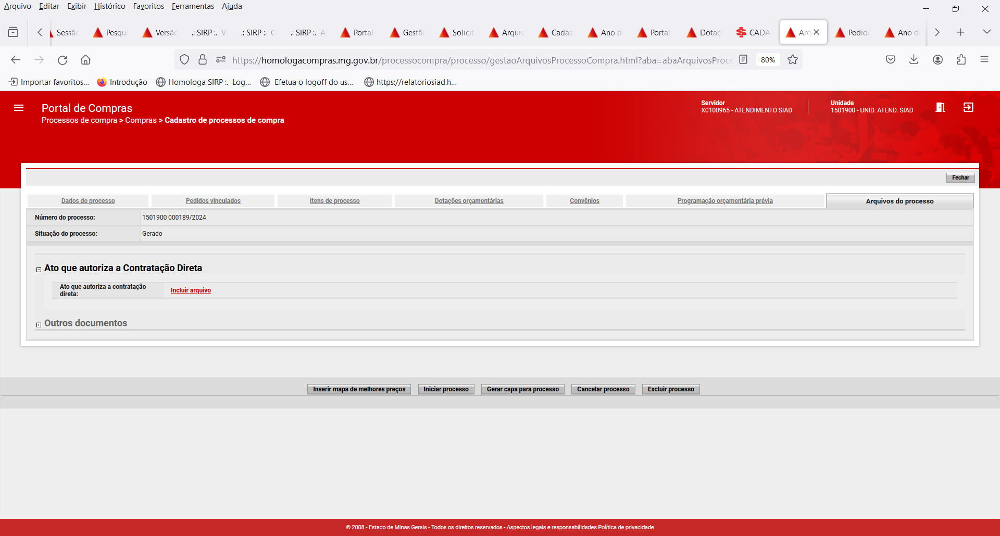 Arquivo Editar Exibir Histórico Favoritos Ferramentas Ajuda
Sessão Pesqui Versão .: SIRP :. V .: SIRP :. C .: SIRP :. A Portal Gestão Solicit Arquiv Cadas Ano d Portal Dotaç CADA Arq Pedido Ano d
https://homologacompras.mg.gov.br/processocompra/processo/gestaoArquivosProcessoCompra.html?aba=abaArquivosProce 80%
Importar favoritos... Introdução Homologa SIRP :. Log... Efetua o logoff do us... https://relatoriosiad.h...
Portal de Compras
Processos de compra > Compras > Cadastro de processos de compra
Servidor
X0100965 - ATENDIMENTO SIAD
Unidade
1501900 - UNID. ATEND. SIAD
Fechar
Dados do processo Pedidos vinculados Itens de processo Dotações orçamentárias Convênios Programação orçamentária prévia Arquivos do processo
Número do processo: 1501900 000189/2024
Situação do processo: Gerado
Ato que autoriza a Contratação Direta
Ato que autoriza a contratação
direta:
Incluir arquivo
Outros documentos
Inserir mapa de melhores preços Iniciar processo Gerar capa para processo Cancelar processo Excluir processo
© 2008 - Estado de Minas Gerais - Todos os direitos reservados - Aspectos legais e responsabilidades Política de privacidade